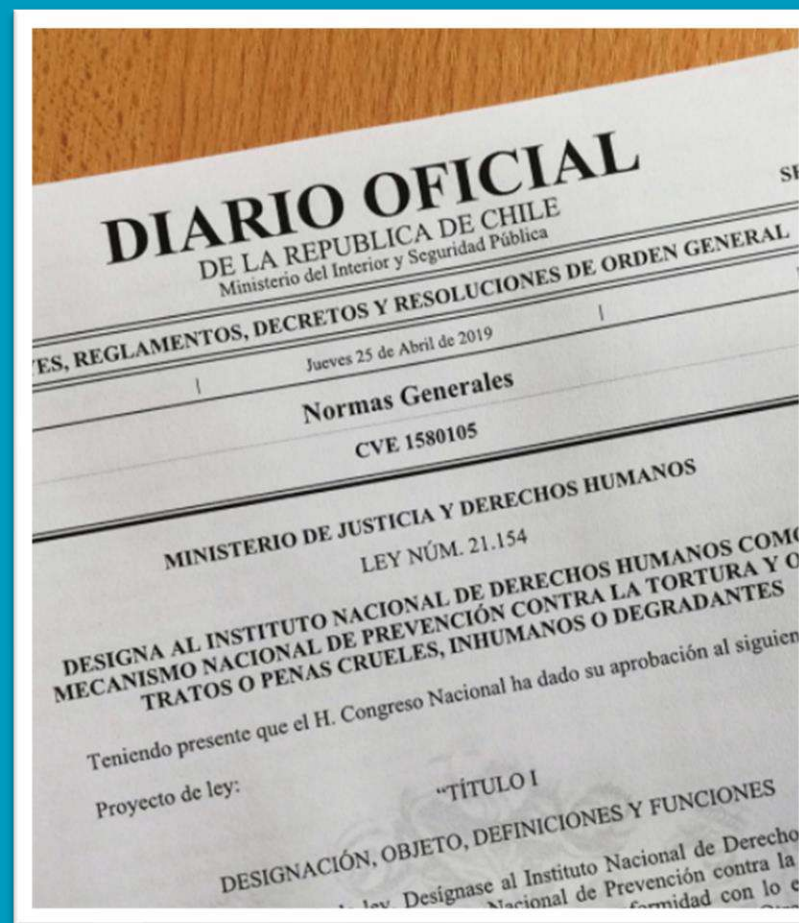 DIARIO OFICIAL
DE LA REPUBLICA DE CHILE
Ministerio del Interior y Seguridad Pública
REGLAMENTOS, DECRETOS Y RESOLUCIONES DE ORDEN GENERAL
Jueves 25 de Abril de 2019
Normas Generales
CVE 1580105
MINISTERIO DE JUSTICIA Y DERECHOS HUMANOS
LEY NÚM. 21.154
DESIGNA AL INSTITUTO NACIONAL DE DERECHOS HUMANOS COMO
MECANISMO NACIONAL DE PREVENCIÓN CONTRA LA TORTURA Y
TRATOS O PENAS CRUELES, INHUMANOS O DEGRADANTES
Teniendo presente que el H. Congreso Nacional ha dado su aprobación al
Proyecto de ley:
“TÍTULO I
DESIGNACIÓN, OBJETO, DEFINICIONES Y FUNCIONES
ley. Desígnase al Instituto Nacional de
Nacional de Prevención contra la
con lo